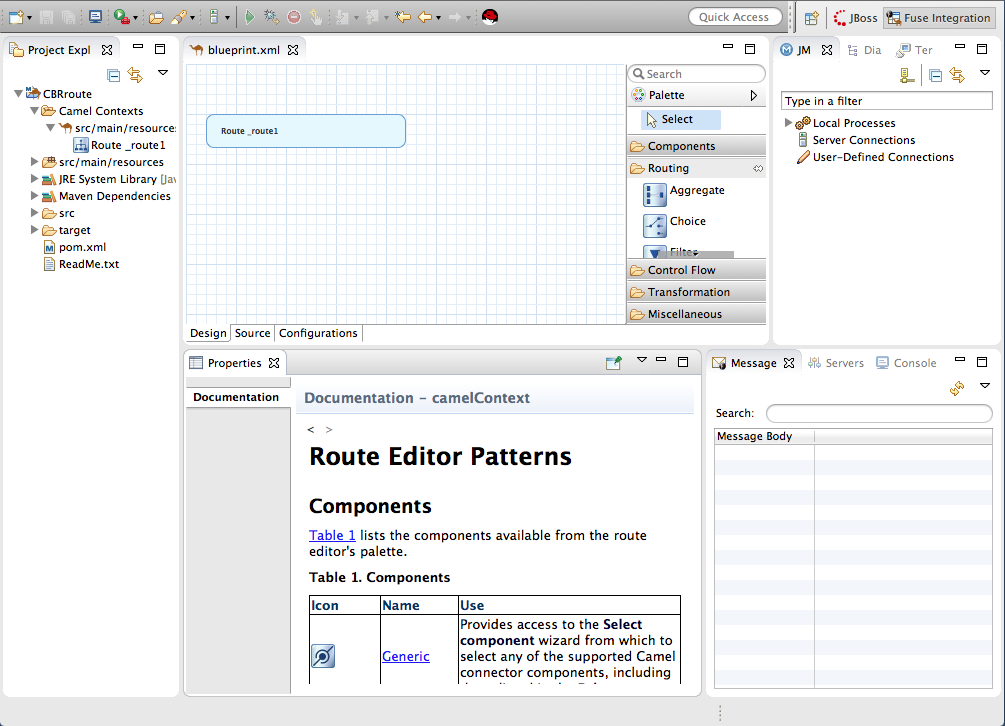 Quick Access
JBoss
Fuse Integration
Project Expl
CBRroute
Camel Contexts
src/main/resource
Route _route1
src/main/resources
JRE System Library [Jav
Maven Dependencies
src
target
pom.xml
ReadMe.txt
blueprint.xml
Route _route1
Design
Source
Configurations
Search
Palette
Select
Components
Routing
Aggregate
Choice
Filter
Control Flow
Transformation
Miscellaneous
JM
Dia
Ter
Type in a filter
Local Processes
Server Connections
User-Defined Connections
Properties
Documentation
Documentation – camelContext
< >
Route Editor Patterns
Components
Table 1 lists the components available from the route
editor's palette.
Table 1. Components
Icon Name Use
Generic
Provides access to the Select
component wizard from which to
select any of the supported Camel
connector components, including
Message
Servers
Console
Search:
Message Body